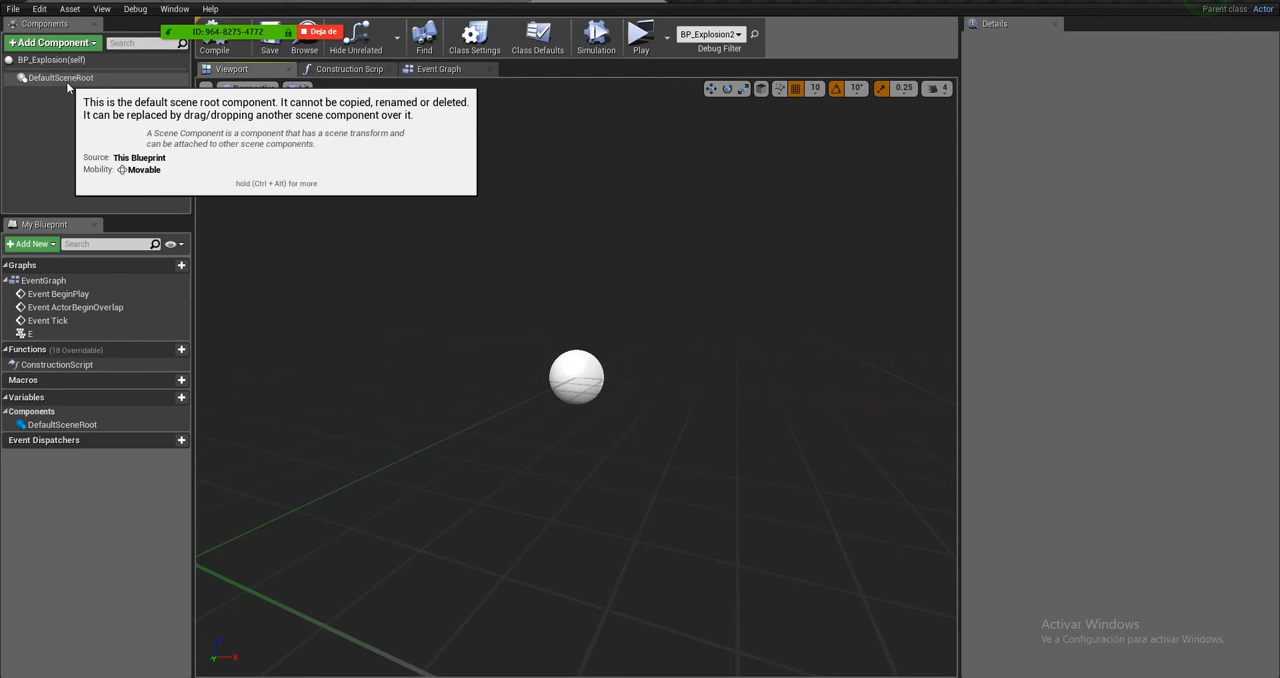 File Edit Asset View Debug Window Help
Parent class: Actor
Components
ID: 964-8275-4772 Deja de
+Add Component Search
Compile Save Browse Hide Unrelated Find Class Settings Class Defaults Simulation Play
BP_Explosion2
Debug Filter
Details
BP_Explosion(self)
DefaultSceneRoot
Viewport Construction Scrip Event Graph
10 10° 0.25 4
This is the default scene root component. It cannot be copied, renamed or deleted.
It can be replaced by drag/dropping another scene component over it.
A Scene Component is a component that has a scene transform and
can be attached to other scene components.
Source: This Blueprint
Mobility: Movable
hold (Ctrl + Alt) for more
My Blueprint
+Add New Search
Graphs
EventGraph
Event BeginPlay
Event ActorBeginOverlap
Event Tick
E
Functions (18 Overridable)
ConstructionScript
Macros
Variables
Components
DefaultSceneRoot
Event Dispatchers
Activar Windows
Ve a Configuración para activar Windows.